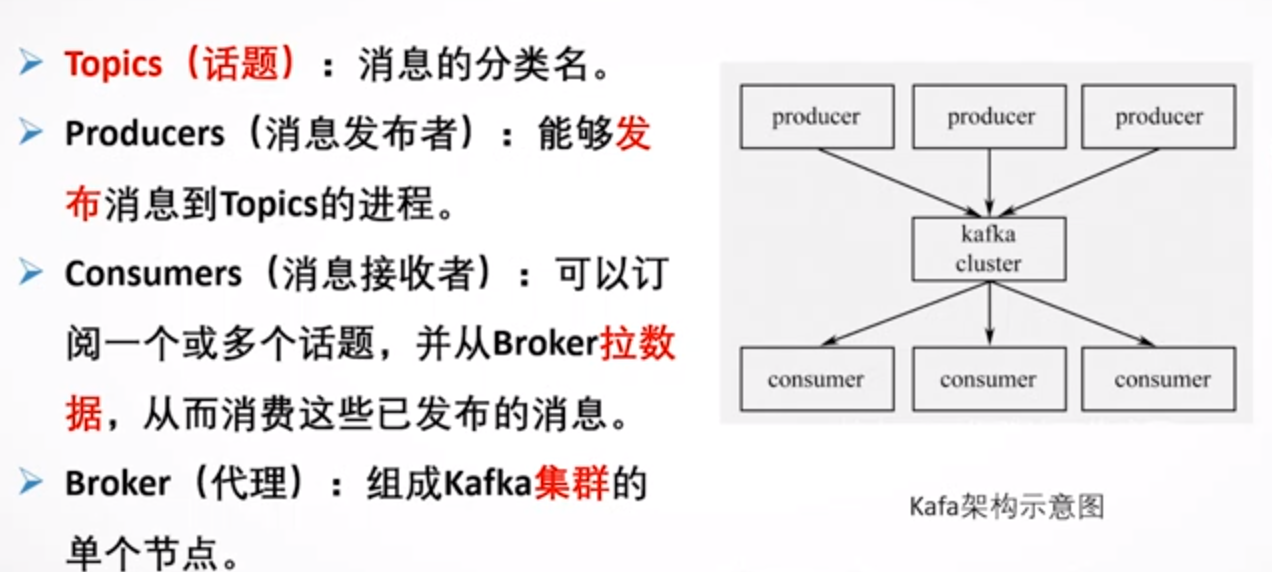 Topics（话题）：消息的分类名。
Producers（消息发布者）：能够发
布消息到Topics的进程。
Consumers（消息接收者）：可以订
阅一个或多个话题，并从Broker拉数
据，从而消费这些已发布的消息。
Broker（代理）：组成Kafka集群的
单个节点。
producer
producer
producer
kafka
cluster
consumer
consumer
consumer
Kafa架构示意图